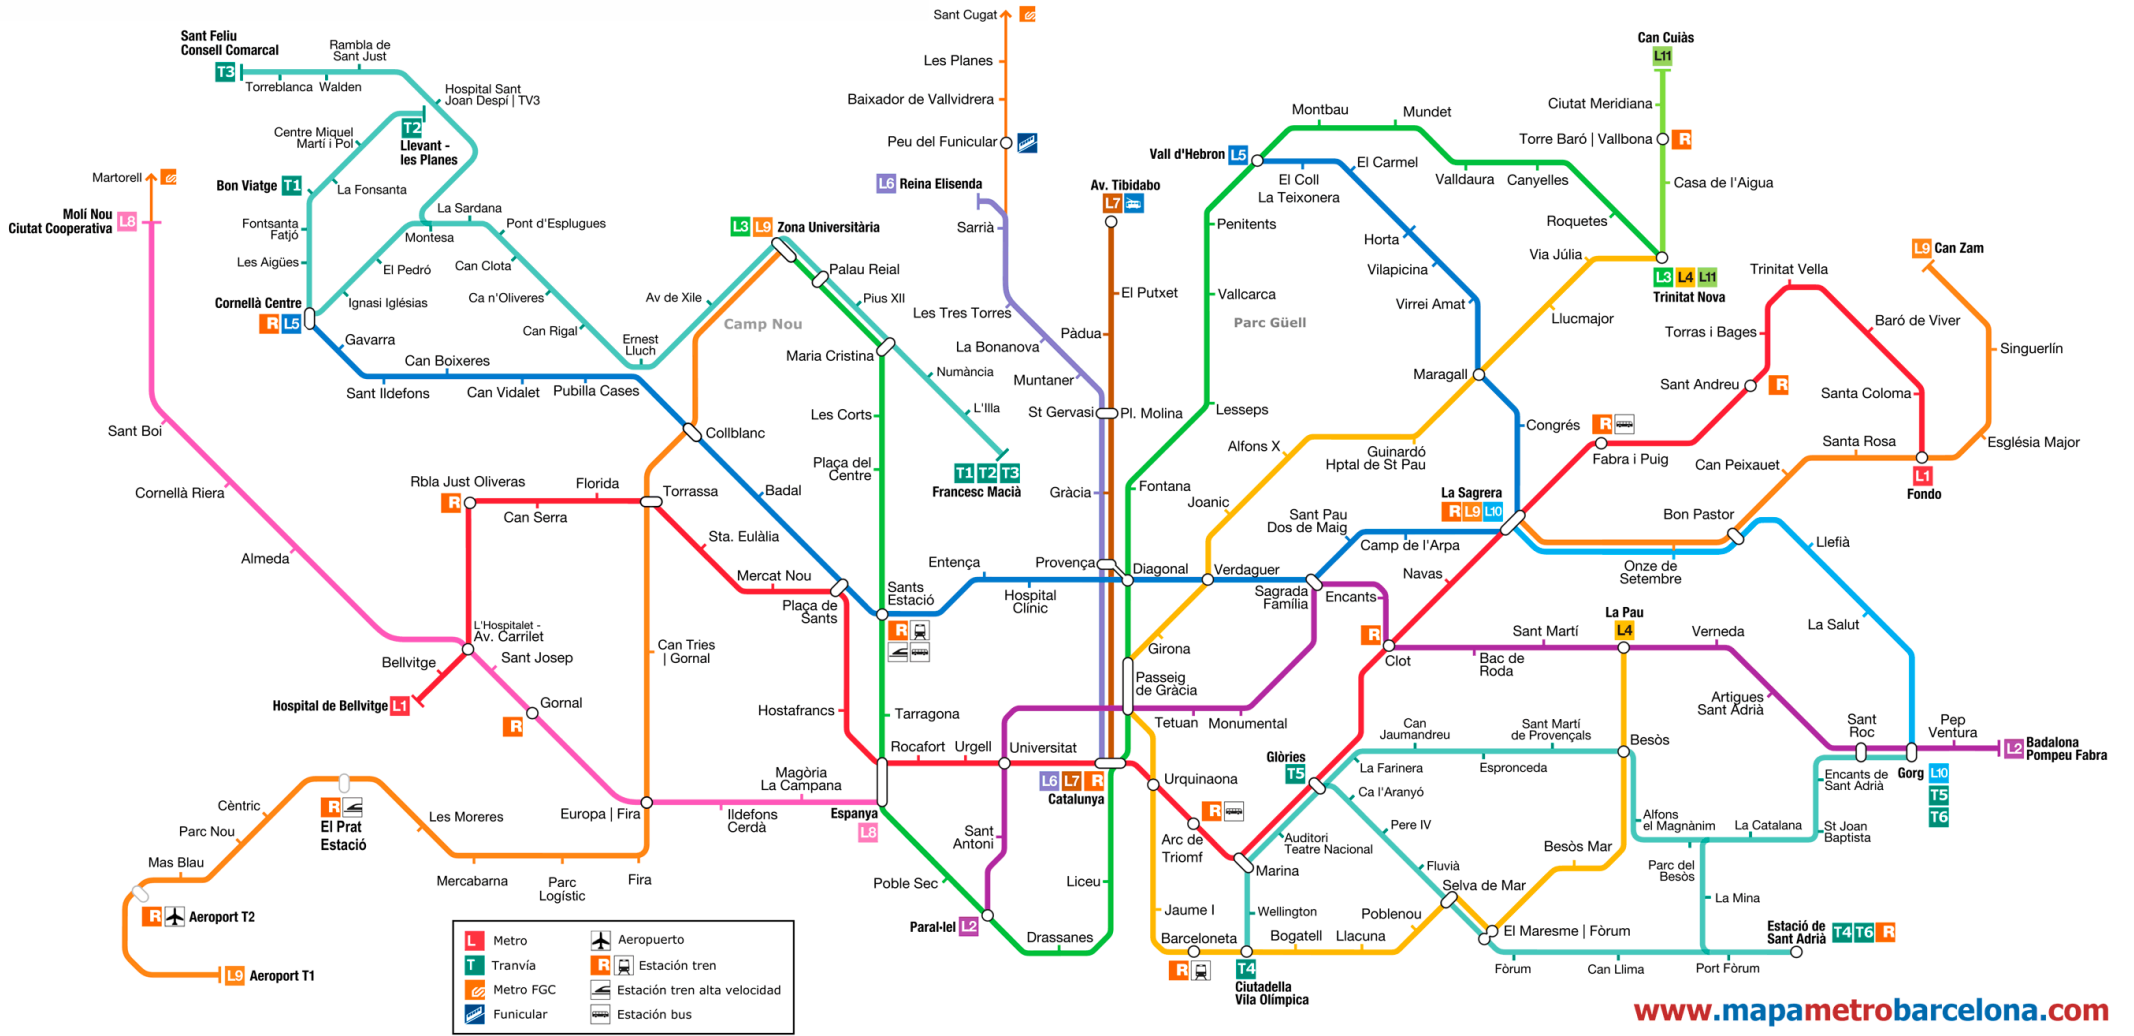 Sant Cugat
Les Planes
Baixador de Vallvidrera
Peu del Funicular
L6 Reina Elisenda
Sarrià
Les Tres Torres
La Bonanova
Muntaner
St Gervasi
Pl. Molina
Gràcia
Provença
Av. Tibidabo
L7
El Putxet
Pàdua
Sant Feliu
Consell Comarcal
T3
Torreblanca
Walden
Rambla de
Sant Just
Hospital Sant
Joan Despí | TV3
T2
Llevant -
les Planes
Centre Miquel
Martí i Pol
La Fonsanta
Bon Viatge T1
Fontsanta
Fatjó
Les Aigües
Cornellà Centre
R L5
Ignasi Iglésias
El Pedró
Montesa
La Sardana
Pont d'Esplugues
Can Clota
Ca n'Oliveres
Can Rigal
Ernest
Lluch
Av de Xile
L3 L9 Zona Universitària
Palau Reial
Pius XII
Camp Nou
Maria Cristina
Numància
L'Illa
T1 T2 T3
Francesc Macià
Les Corts
Plaça del
Centre
Martorell
Molí Nou
Ciutat Cooperativa
L8
Sant Boi
Cornellà Riera
Almeda
L'Hospitalet -
Av. Carrilet
Sant Josep
Gornal
R
Bellvitge
Hospital de Bellvitge L1
Gavarra
Sant Ildefons
Can Boixeres
Can Vidalet
Pubilla Cases
Collblanc
Badal
Rbla Just Oliveras
R
Can Serra
Florida
Torrassa
Sta. Eulàlia
Mercat Nou
Plaça de
Sants
Sants
Estació
R
Can Tries
| Gornal
Hostafrancs
Tarragona
Rocafort
Urgell
Universitat
Espanya
L8
Magòria
La Campana
Ildefons
Cerdà
Europa | Fira
Fira
Parc
Logístic
Mercabarna
Les Moreres
R
El Prat
Estació
Cèntric
Parc Nou
Mas Blau
R Aeroport T2
L9 Aeroport T1
Poble Sec
Paral·lel L2
Sant
Antoni
Drassanes
Liceu
L6 L7 R
Catalunya
Entença
Hospital
Clínic
Diagonal
Verdaguer
Girona
Passeig
de Gràcia
Tetuan
Monumental
Urquinaona
R
Arc de
Triomf
Marina
Jaume I
Barceloneta
R
T4
Ciutadella
Vila Olímpica
Wellington
Bogatell
Llacuna
Poblenou
Selva de Mar
El Maresme | Fòrum
Besòs Mar
Fontana
Lesseps
Vallcarca
Penitents
Parc Güell
Vall d'Hebron L5
Montbau
Mundet
Valldaura
Canyelles
Roquetes
El Coll
La Teixonera
El Carmel
Horta
Vilapicina
Virrei Amat
Maragall
Congrés
Can Cuiàs
L11
Ciutat Meridiana
Torre Baró | Vallbona R
Casa de l'Aigua
L3 L4 L11
Trinitat Nova
Via Júlia
Llucmajor
Guinardó
Hptal de St Pau
Alfons X
Joanic
Trinitat Vella
Torras i Bages
Baró de Viver
Sant Andreu R
Santa Coloma
Fabra i Puig
R
L1
Fondo
L9 Can Zam
Singuerlín
Església Major
Santa Rosa
Can Peixauet
Bon Pastor
Onze de
Setembre
Llefià
La Salut
La Sagrera
R L9 L10
Sant Pau
Dos de Maig
Camp de l'Arpa
Sagrada
Família
Encants
Navas
R
Clot
Bac de
Roda
Sant Martí
La Pau
L4
Verneda
Artigues
Sant Adrià
Sant
Roc
Gorg L10
T5
T6
Pep
Ventura
L2 Badalona
Pompeu Fabra
Besòs
Glòries
T5
La Farinera
Can
Jaumandreu
Espronceda
Sant Martí
de Provençals
Ca l'Aranyó
Pere IV
Fluvià
Auditori
Teatre Nacional
Alfons
el Magnànim
Parc del
Besòs
La Catalana
St Joan
Baptista
Encants de
Sant Adrià
La Mina
Fòrum
Can Llima
Port Fòrum
Estació de
Sant Adrià
T4 T6 R
L Metro
T Tranvía
Metro FGC
Funicular
Aeropuerto
R Estación tren
Estación tren alta velocidad
Estación bus
www.mapametrobarcelona.com